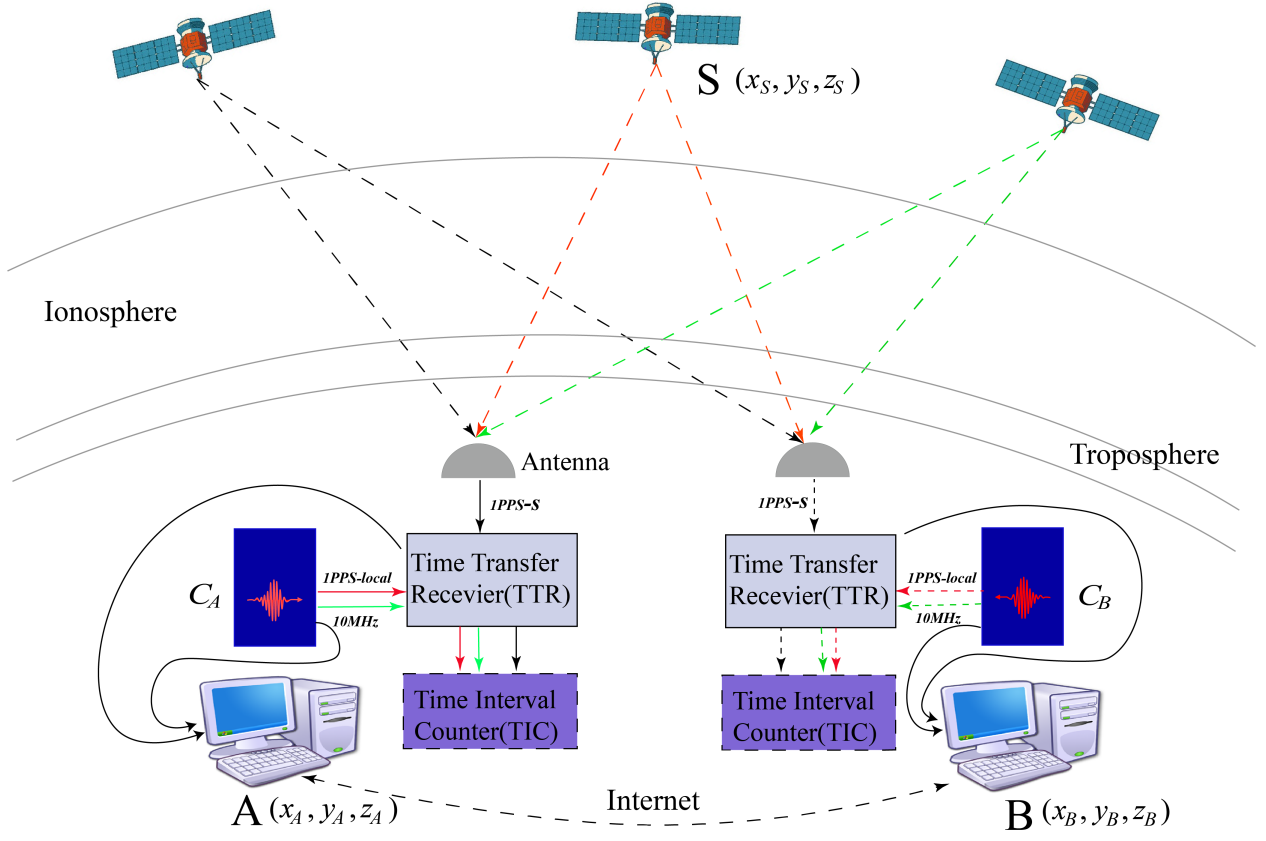 S (x_S, y_S, z_S)
Ionosphere
Troposphere
Antenna
1PPS-s
1PPS-s
C_A
1PPS-local
10MHz
Time Transfer
Recevier(TTR)
Time Transfer
Recevier(TTR)
1PPS-local
10MHz
C_B
Time Interval
Counter(TIC)
Time Interval
Counter(TIC)
A (x_A, y_A, z_A)
Internet
B (x_B, y_B, z_B)